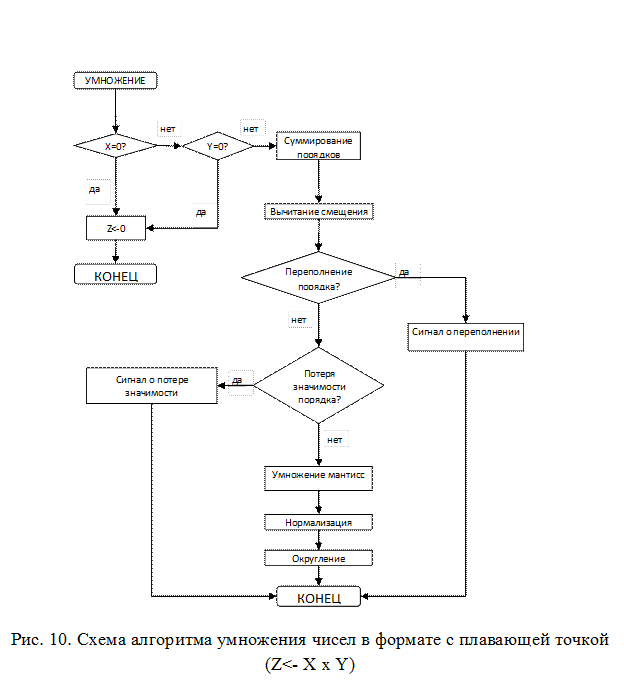 УМНОЖЕНИЕ
нет
нет
X=0?
Y=0?
Суммирование
порядков
да
да
Вычитание смещения
Z<-0
КОНЕЦ
Переполнение
порядка?
да
нет
Сигнал о переполнении
Сигнал о потере
значимости
да
Потеря
значимости
порядка?
нет
Умножение мантисс
Нормализация
Округление
КОНЕЦ
Рис. 10. Схема алгоритма умножения чисел в формате с плавающей точкой
(Z<- X x Y)